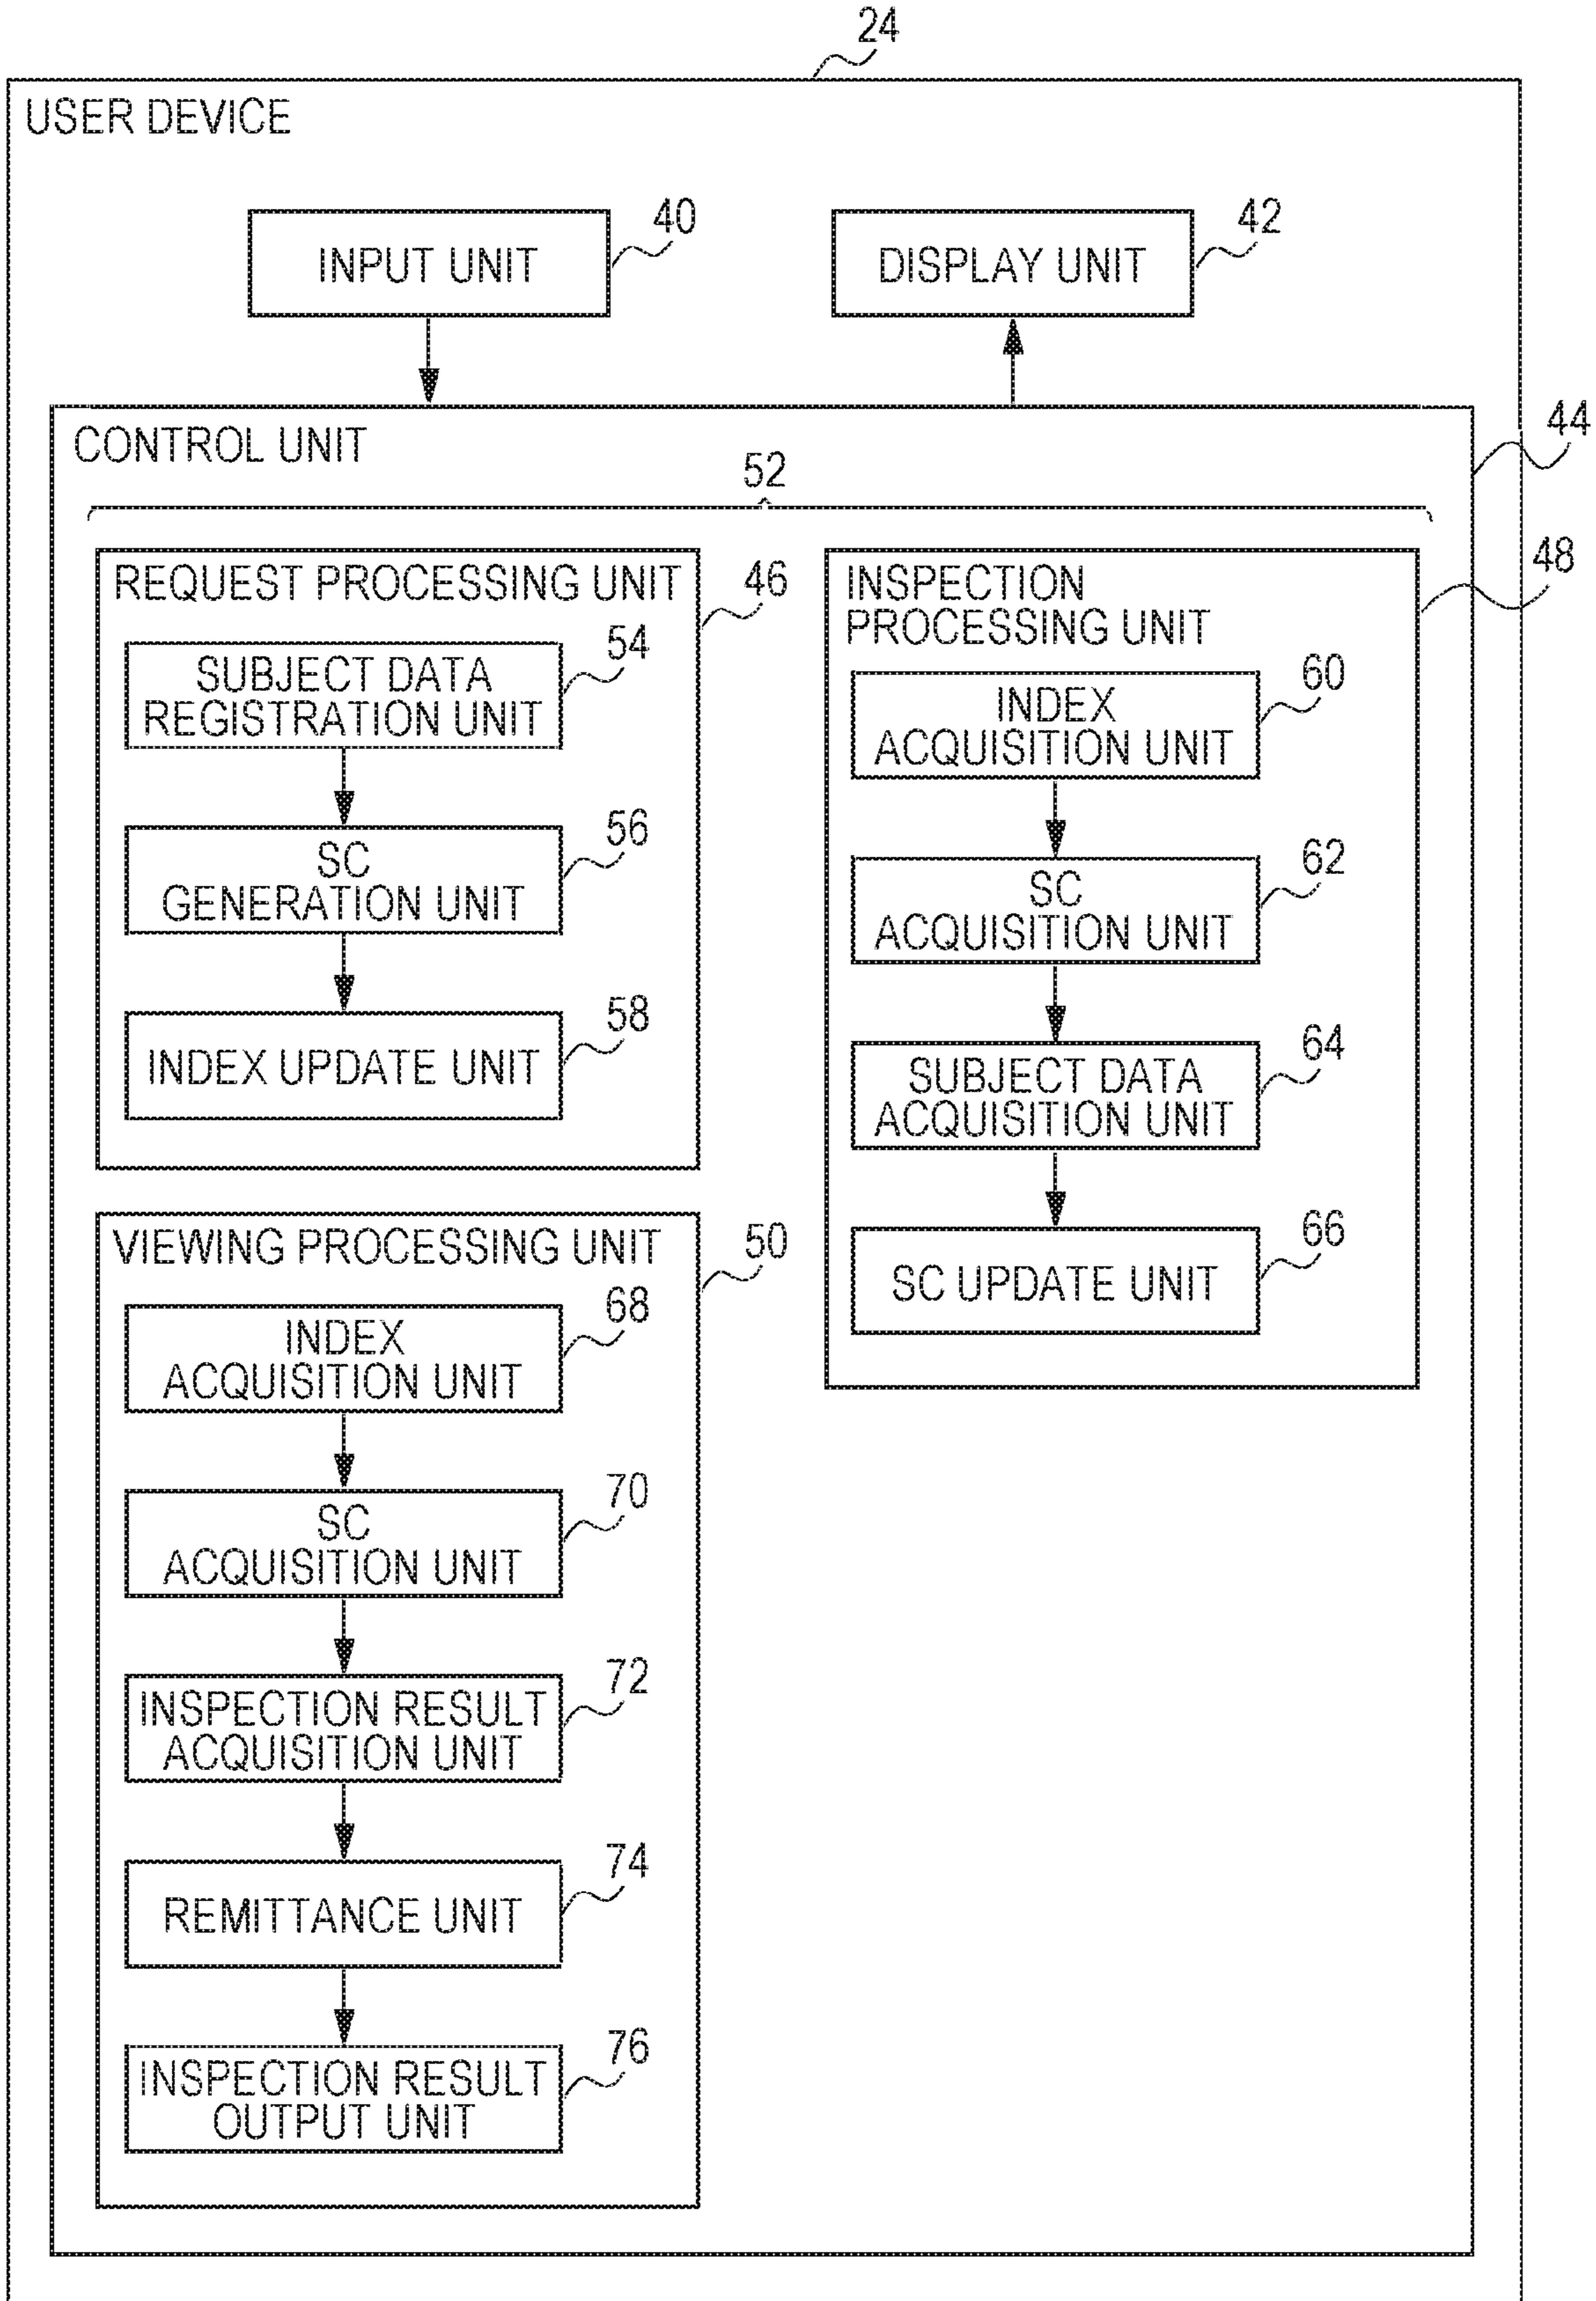 24
USER DEVICE
40
INPUT UNIT
42
DISPLAY UNIT
44
CONTROL UNIT
52
REQUEST PROCESSING UNIT
46
54
SUBJECT DATA
REGISTRATION UNIT
56
SC
GENERATION UNIT
58
INDEX UPDATE UNIT
48
INSPECTION
PROCESSING UNIT
60
INDEX
ACQUISITION UNIT
62
SC
ACQUISITION UNIT
64
SUBJECT DATA
ACQUISITION UNIT
66
SC UPDATE UNIT
VIEWING PROCESSING UNIT
50
68
INDEX
ACQUISITION UNIT
70
SC
ACQUISITION UNIT
72
INSPECTION RESULT
ACQUISITION UNIT
74
REMITTANCE UNIT
76
INSPECTION RESULT
OUTPUT UNIT